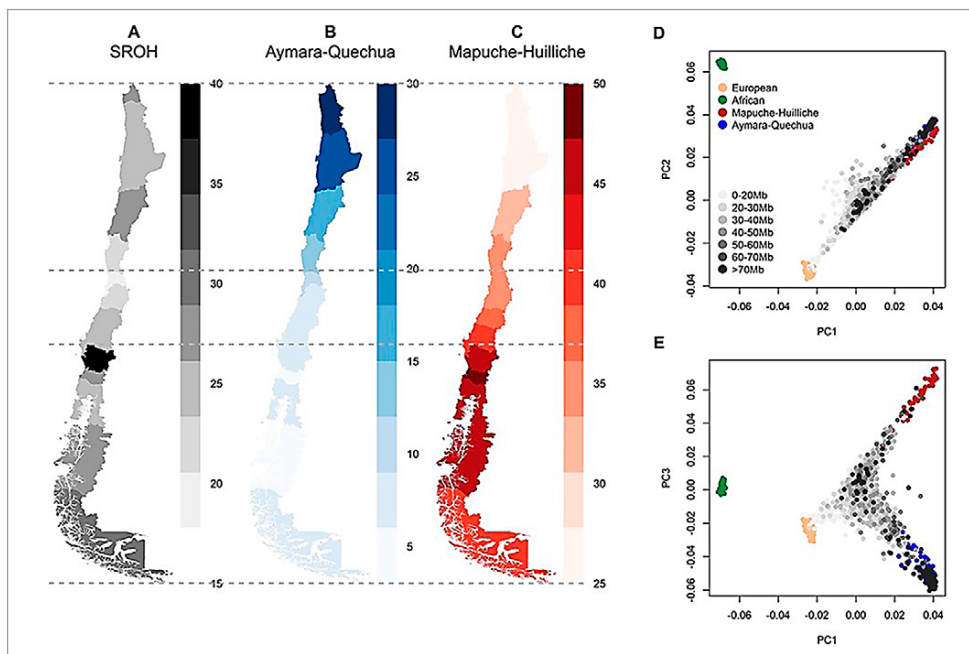 A
SROH
40
35
30
25
20
15
B
Aymara-Quechua
30
25
20
15
10
5
C
Mapuche-Huilliche
50
45
40
35
30
25
D
PC2
0.06
0.04
0.02
0.00
-0.02
-0.04
European
African
Mapuche-Huilliche
Aymara-Quechua
0-20Mb
20-30Mb
30-40Mb
40-50Mb
50-60Mb
60-70Mb
>70Mb
-0.06 -0.04 -0.02 0.00 0.02 0.04
PC1
E
PC3
0.06
0.04
0.02
0.00
-0.02
-0.04
-0.06
-0.06 -0.04 -0.02 0.00 0.02 0.04
PC1